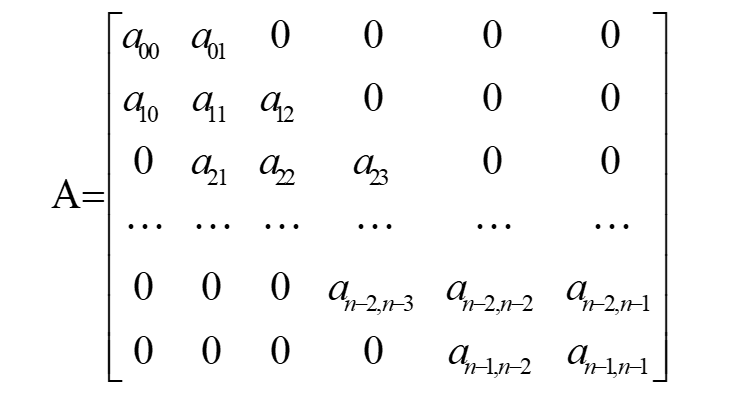 a₀₀ a₀₁ 0 0 0 0
a₁₀ a₁₁ a₁₂ 0 0 0
0 a₂₁ a₂₂ a₂₃ 0 0
A=
… … … … … …
0 0 0 aₙ₋₂,ₙ₋₃ aₙ₋₂,ₙ₋₂ aₙ₋₂,ₙ₋₁
0 0 0 0 aₙ₋₁,ₙ₋₂ aₙ₋₁,ₙ₋₁